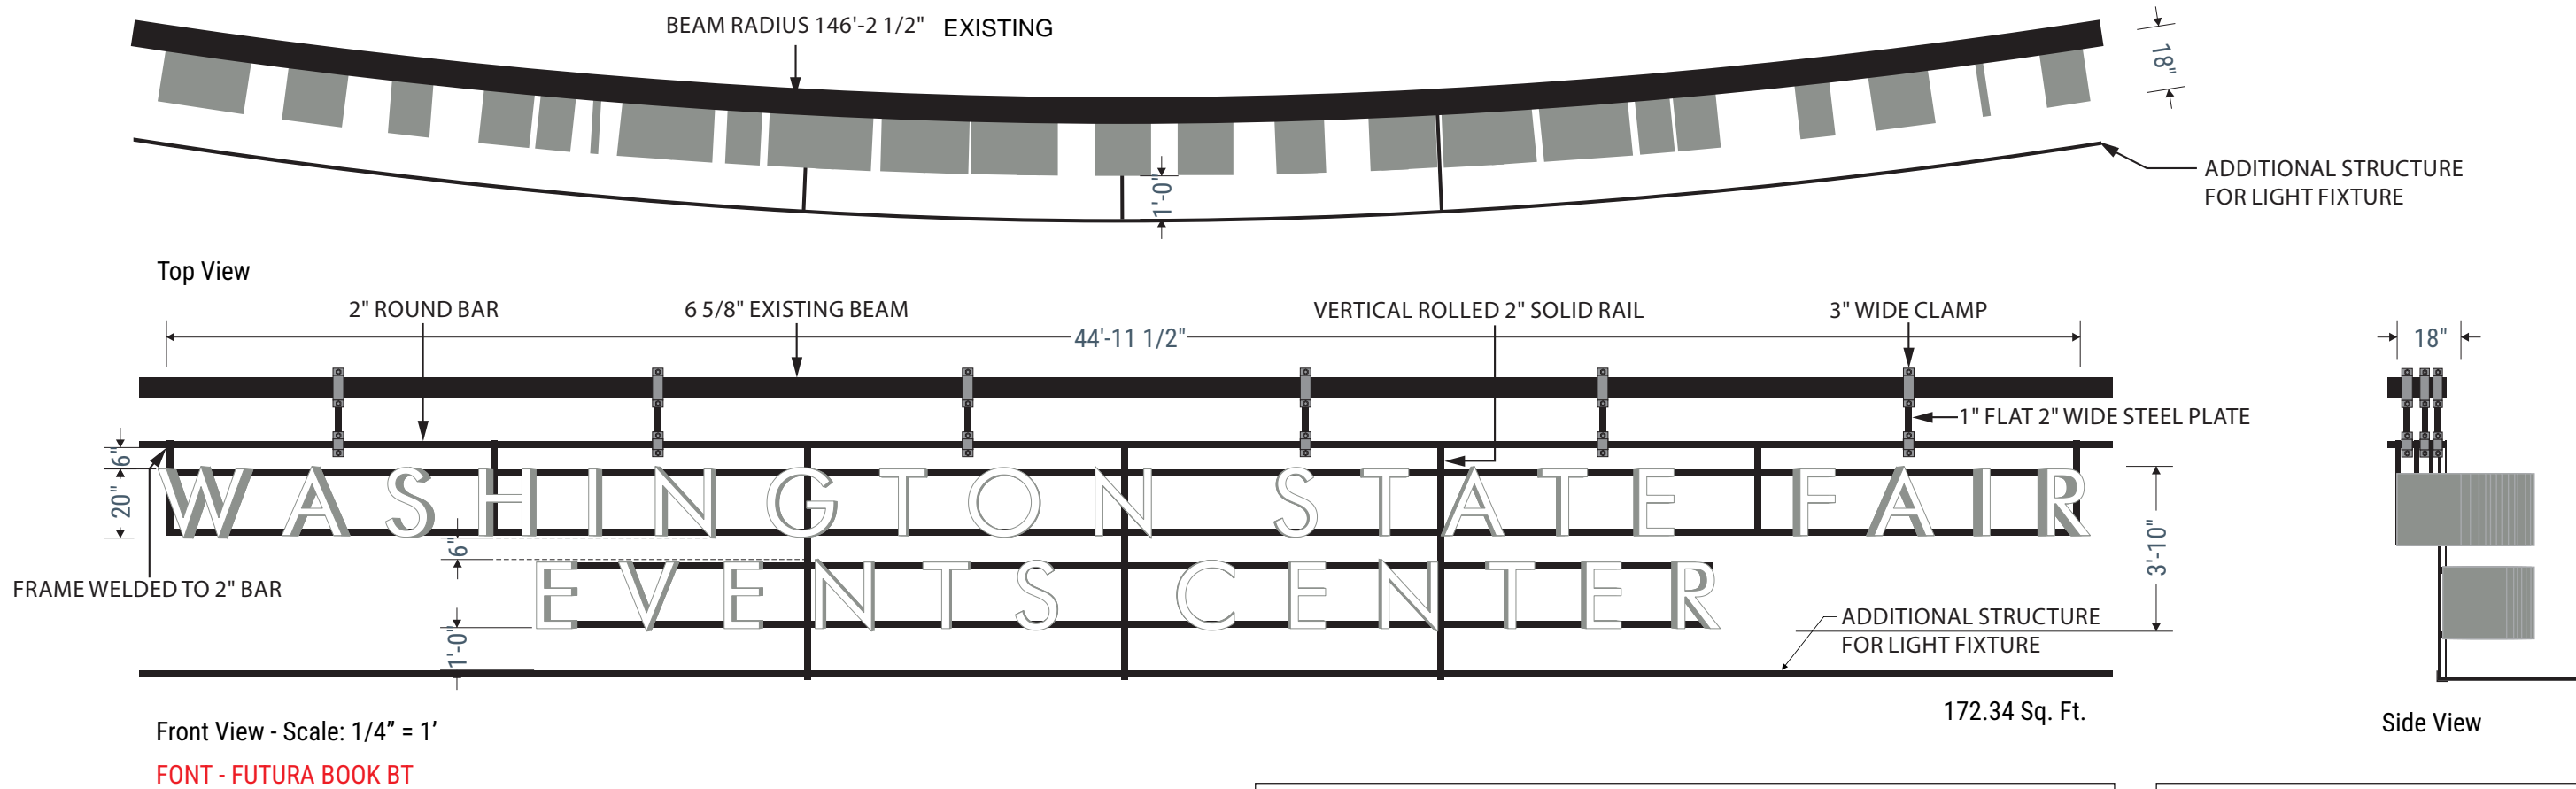 BEAM RADIUS 146'-2 1/2" EXISTING
18"
1'-0"
ADDITIONAL STRUCTURE
FOR LIGHT FIXTURE
Top View
2" ROUND BAR
6 5/8" EXISTING BEAM
VERTICAL ROLLED 2" SOLID RAIL
3" WIDE CLAMP
44'-11 1/2"
18"
1" FLAT 2" WIDE STEEL PLATE
6"
20"
WASHINGTON STATE FAIR
6"
3'-10"
EVENTS CENTER
FRAME WELDED TO 2" BAR
1'-0"
ADDITIONAL STRUCTURE
FOR LIGHT FIXTURE
172.34 Sq. Ft.
Side View
Front View - Scale: 1/4” = 1’
FONT - FUTURA BOOK BT